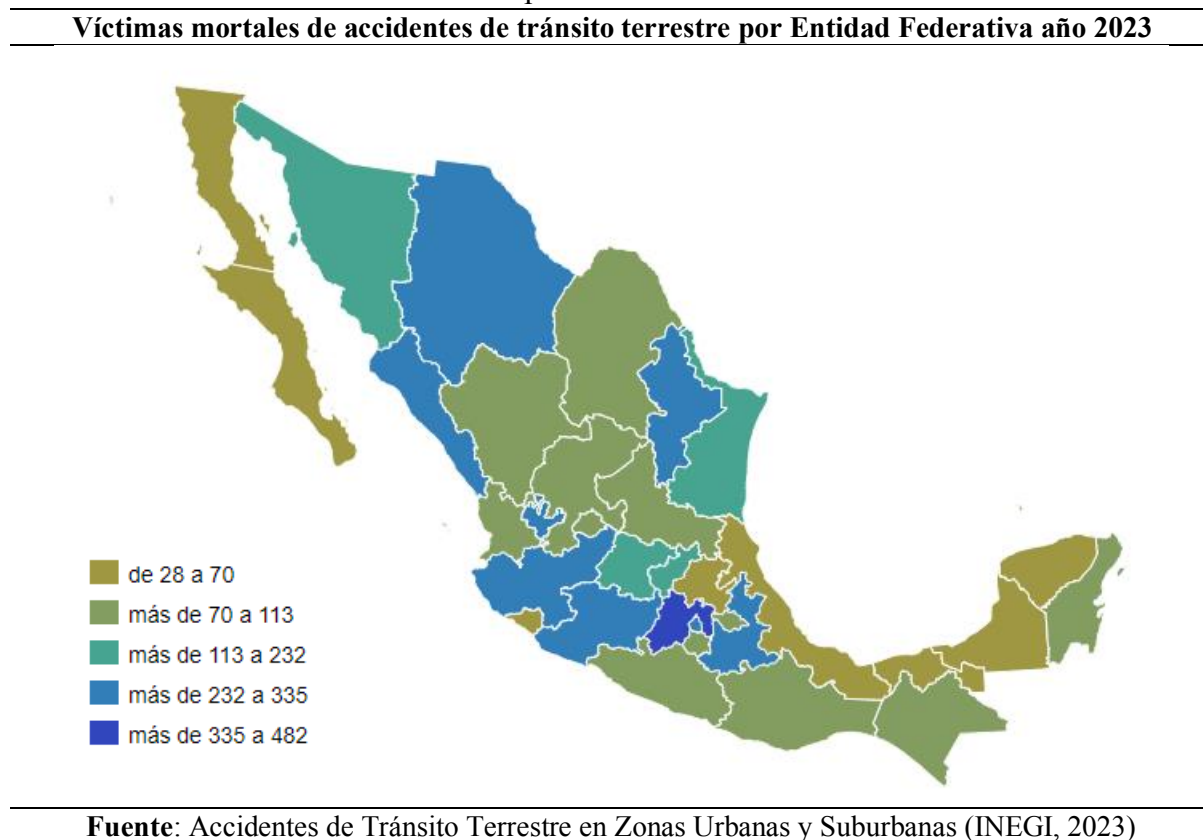 Víctimas mortales de accidentes de tránsito terrestre por Entidad Federativa año 2023
de 28 a 70
más de 70 a 113
más de 113 a 232
más de 232 a 335
más de 335 a 482
Fuente: Accidentes de Tránsito Terrestre en Zonas Urbanas y Suburbanas (INEGI, 2023)